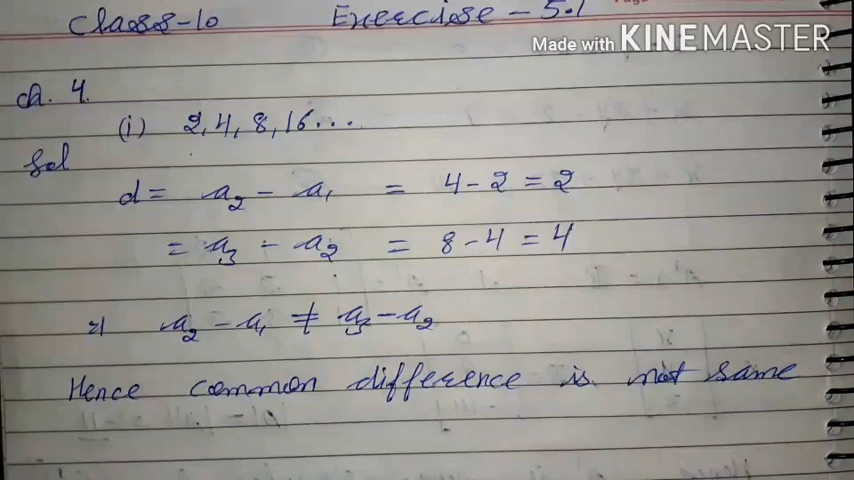 Class-10 Exercise - 5.1
Made with KINEMASTER
Q. 4.
(i) 2, 4, 8, 16...
Sol
d = a₂ - a₁ = 4 - 2 = 2
= a₃ - a₂ = 8 - 4 = 4
⇒ a₂ - a₁ ≠ a₃ - a₂
Hence common difference is not same